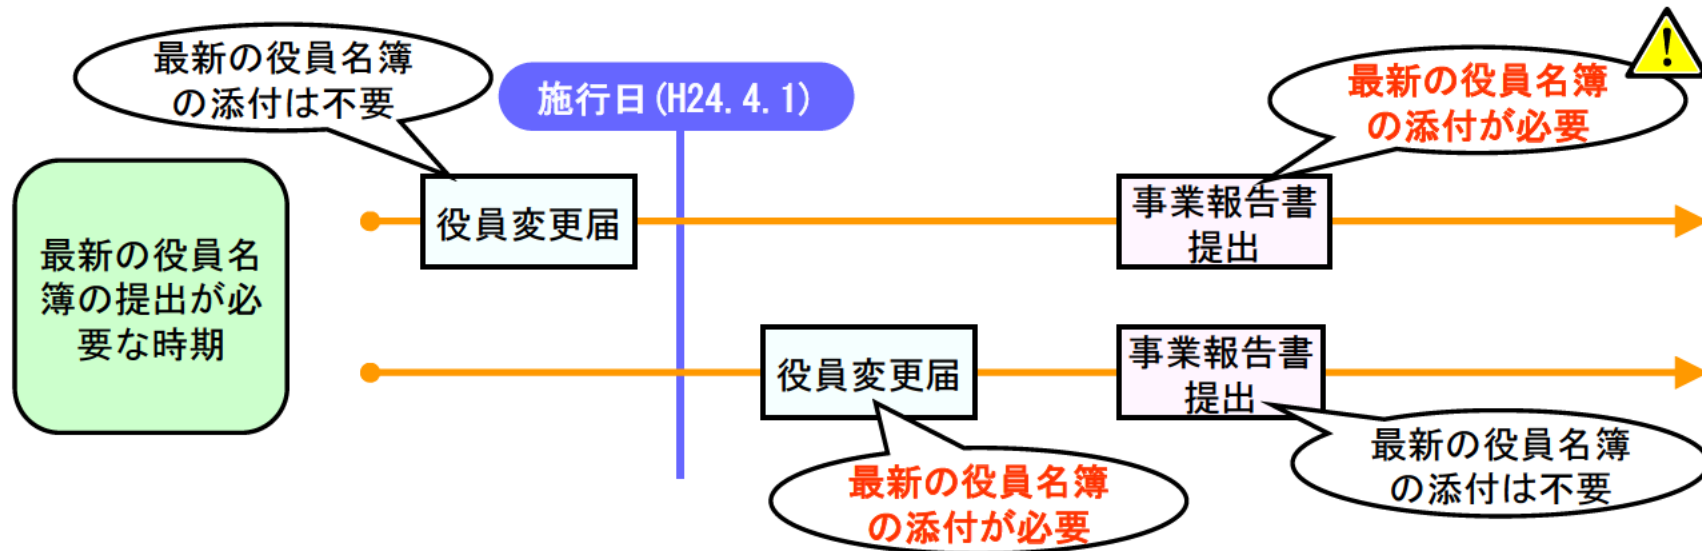 最新の役員名簿
の添付は不要
施行日(H24.4.1)
最新の役員名簿
の添付が必要
最新の役員名
簿の提出が必
要な時期
役員変更届
事業報告書
提出
役員変更届
事業報告書
提出
最新の役員名簿
の添付が必要
最新の役員名簿
の添付は不要